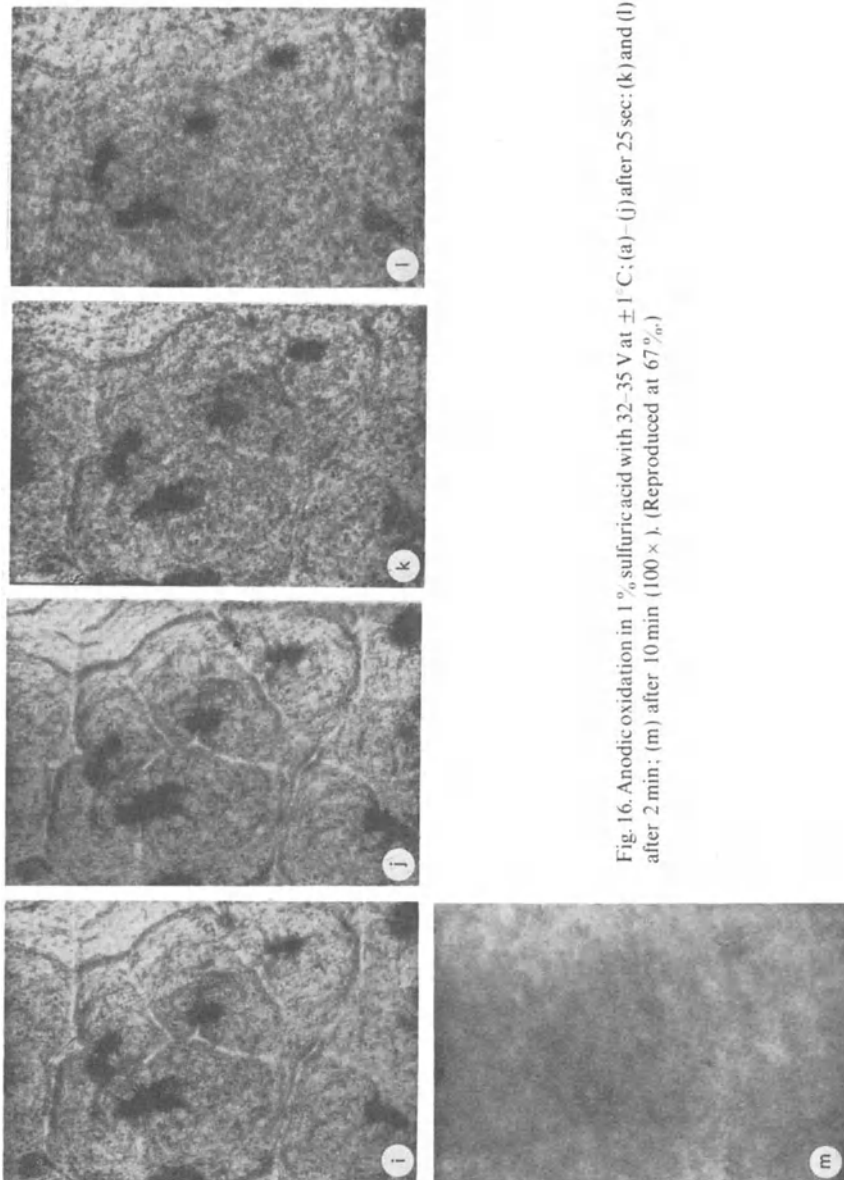 i
j
k
l
m
Fig. 16. Anodic oxidation in 1% sulfuric acid with 32–35 V at ±1°C; (a)–(j) after 25 sec; (k) and (l)
after 2 min; (m) after 10 min (100×). (Reproduced at 67%.)